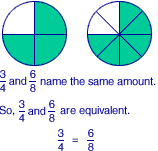 3/4 and 6/8 name the same amount.
So, 3/4 and 6/8 are equivalent.
3/4 = 6/8